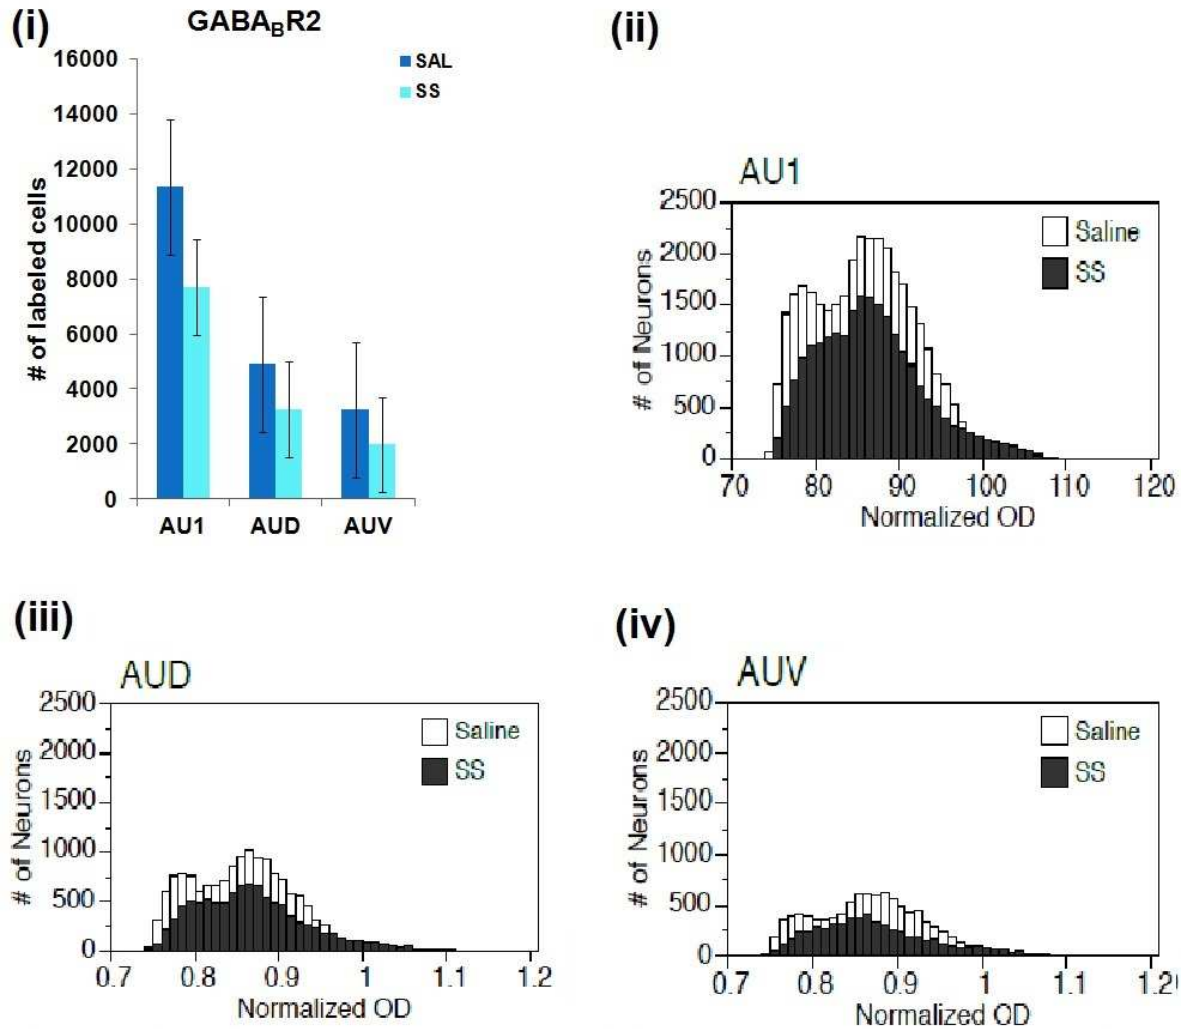 (i)
GABABR2
16000
14000
12000
10000
8000
6000
4000
2000
0
# of labeled cells
SAL
SS
AU1
AUD
AUV
(ii)
AU1
2500
2000
1500
1000
500
0
# of Neurons
Saline
SS
70
80
90
100
110
120
Normalized OD
(iii)
AUD
2500
2000
1500
1000
500
0
# of Neurons
Saline
SS
0.7
0.8
0.9
1
1.1
1.2
Normalized OD
(iv)
AUV
2500
2000
1500
1000
500
0
# of Neurons
Saline
SS
0.7
0.8
0.9
1
1.1
1.2
Normalized OD